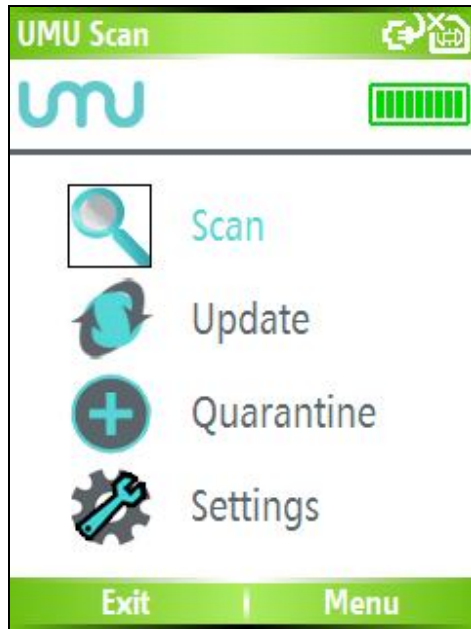 UMU Scan
umu
Scan
Update
Quarantine
Settings
Exit Menu